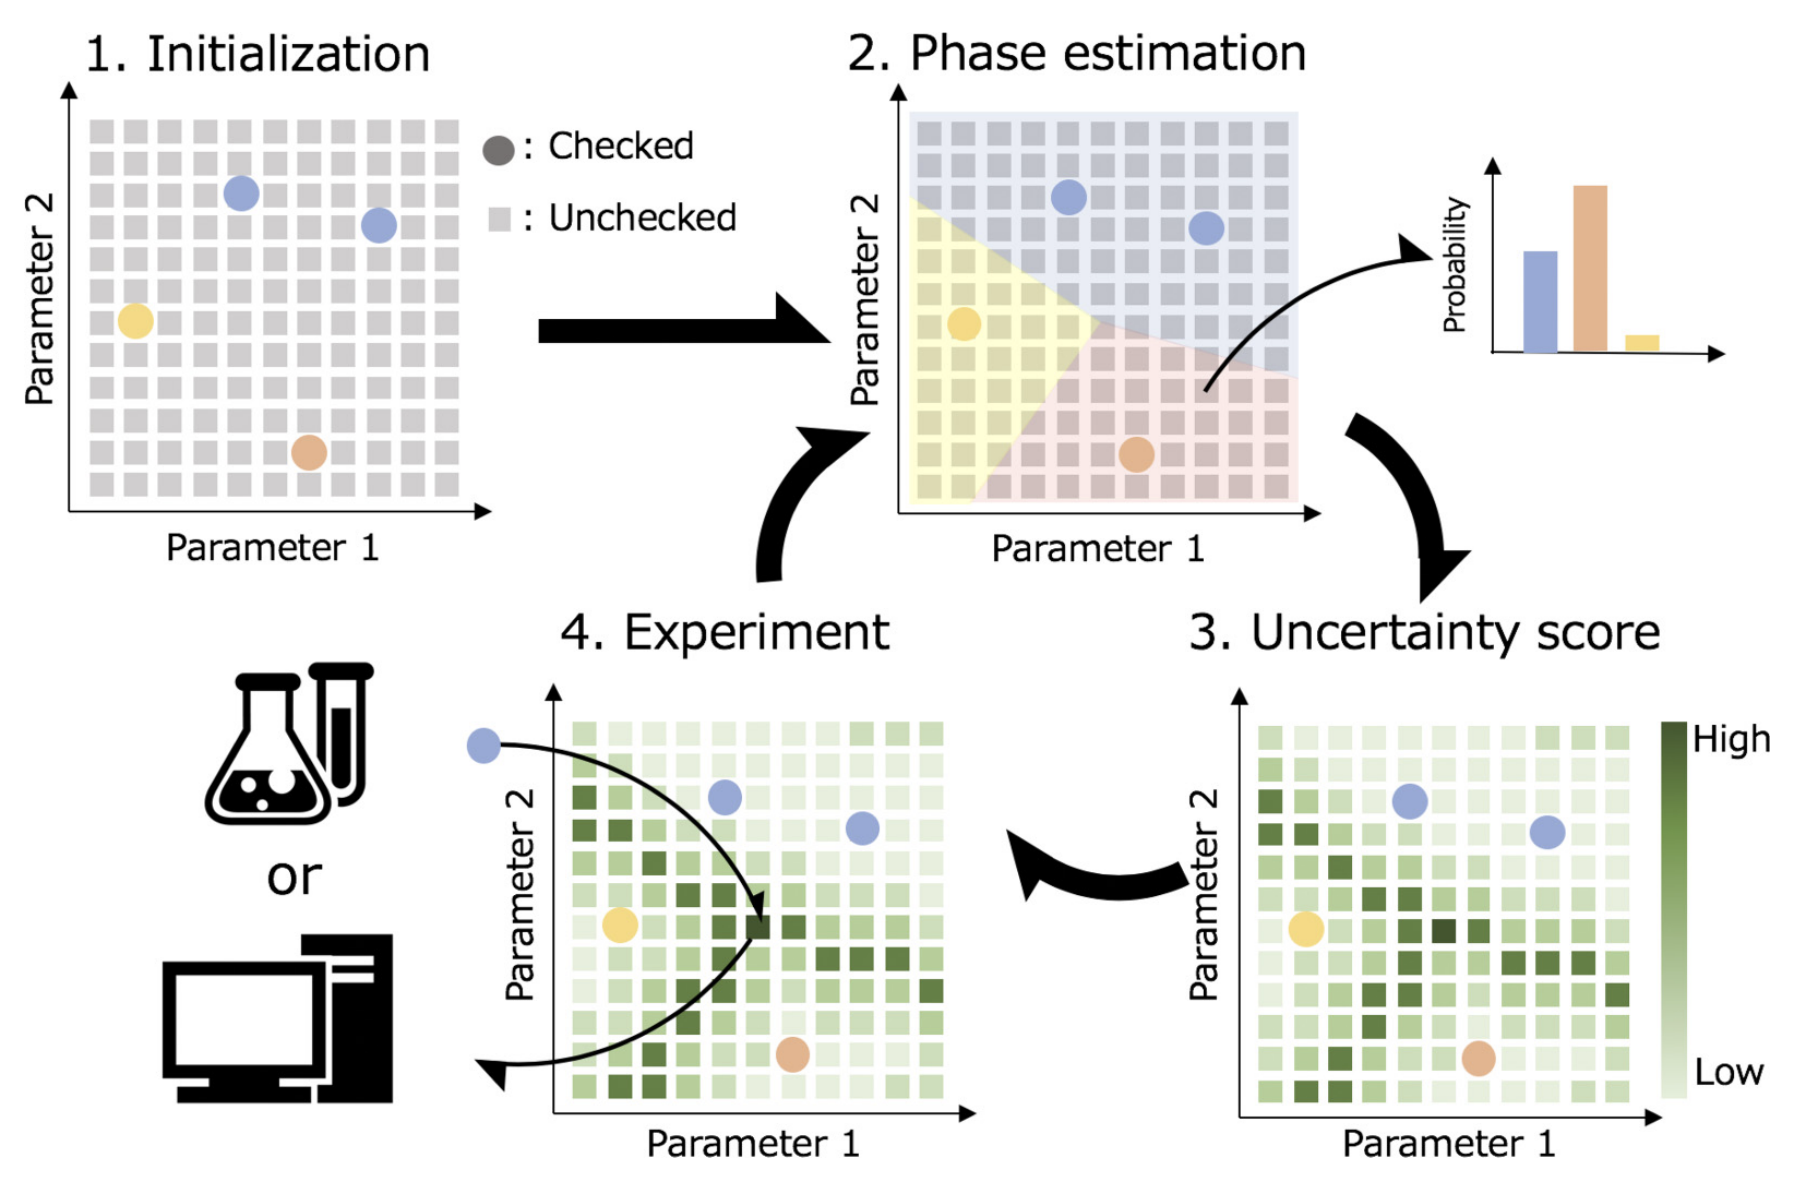 1. Initialization
Parameter 2
Parameter 1
: Checked
: Unchecked
2. Phase estimation
Parameter 2
Parameter 1
Probability
3. Uncertainty score
Parameter 2
Parameter 1
High
Low
4. Experiment
Parameter 2
Parameter 1
or